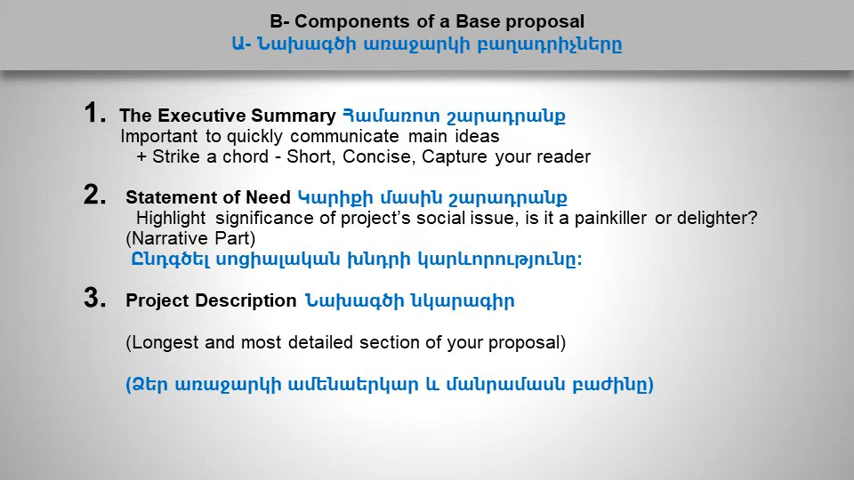 B- Components of a Base proposal
Ա- Նախագծի առաջարկի բաղադրիչները
1. The Executive Summary Համառոտ շարադրանք
Important to quickly communicate main ideas
+ Strike a chord - Short, Concise, Capture your reader
2. Statement of Need Կարիքի մասին շարադրանք
Highlight significance of project's social issue, is it a painkiller or delighter?
(Narrative Part)
Ընդգծել սոցիալական խնդրի կարևորությունը:
3. Project Description Նախագծի նկարագիր
(Longest and most detailed section of your proposal)
(Ձեր առաջարկի ամենաերկար և մանրամասն բաժինը)